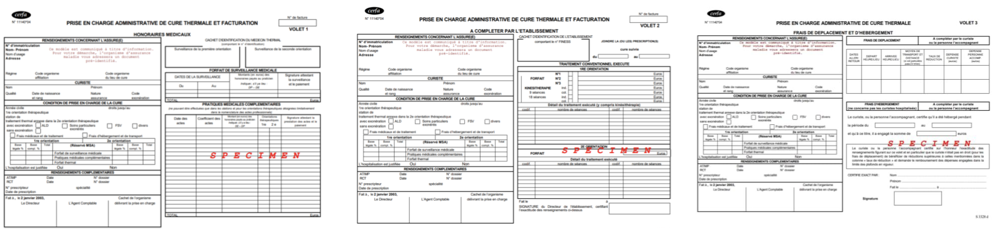 cerfa
N° 11140*04
N° de facture
PRISE EN CHARGE ADMINISTRATIVE DE CURE THERMALE ET FACTURATION
VOLET 1
HONORAIRES MEDICAUX
RENSEIGNEMENTS CONCERNANT L'ASSURE(E)
N° d'immatriculation
Nom- Prénom
Nom d'usage
Adresse
Ce modèle est communiqué à titre d'information.
Pour votre démarche, l'organisme d'assurance
maladie vous adressera un document
pré-identifié.
Régime Code organisme Code organisme
affiliation du lieu de cure
CURISTE
Nom Prénom
Qualité Date de naissance Nature Code
et rang assurance exonération
CONDITION DE PRISE EN CHARGE DE LA CURE
Année civile droits jusqu'au
1re orientation thérapeutique
station de
traitement thermal annexe dans la 2e orientation thérapeutique
avec exonération ALD Soins particuliers FSV divers
sans exonération exonérés
Frais médicaux et de traitement Frais d'hébergement et de transport
1re orientation (Réservé MSA) 2e orientation
Base Base Total Base Base Total
légale % compl. % légale % compl. %
Forfait de surveillance médicale
Pratiques médicales complémentaires
Forfait thermal
L'hospitalisation est justifiée Oui Non
RENSEIGNEMENTS COMPLEMENTAIRES
AT/MP Date N° dossier
RCT Date N° dossier
N° prescripteur spécialité
Date de prescription
Fait à , le 2 janvier 2003, Cachet de l'organisme
Le Directeur L'Agent Comptable délivrant la prise en charge
CACHET D'IDENTIFICATION DU MEDECIN THERMAL
(comportant le n° d'identification)
Surveillance de la première orientation Surveillance de la seconde orientation
FORFAIT DE SURVEILLANCE MEDICALE
DATES DE LA SURVEILLANCE
Du Au
Montants (en euros) des
honoraires payés au praticien
Indiquer, s'il y a lieu :
DP – DE
Signature attestant
la surveillance
et le paiement
TOTAL Euros
PRATIQUES MEDICALES COMPLEMENTAIRES
(ne pouvant être effectuées que dans les stations et pour les orientations thérapeutiques désignées limitativement
dans la nomenclature des actes professionnels)
Date des
actes
Coefficient des
actes
Montant (en euros) des
honoraires payés au praticien
Orientations
thérapeutiques
1re 2 e
Signature attestant la
prestation des actes et le
paiement
SPECIMEN
TOTAL Euros
cerfa
N° 11140*04
N° de facture
PRISE EN CHARGE ADMINISTRATIVE DE CURE THERMALE ET FACTURATION
VOLET 2
A COMPLETER PAR L'ETABLISSEMENT
RENSEIGNEMENTS CONCERNANT L'ASSURE(E)
N° d'immatriculation
Nom- Prénom
Nom d'usage
Adresse
Ce modèle est communiqué à titre d'information.
Pour votre démarche, l'organisme d'assurance
maladie vous adressera un document
pré-identifié.
Régime Code organisme Code organisme
affiliation du lieu de cure
CURISTE
Nom Prénom
Qualité Date de naissance Nature Code
et rang assurance exonération
CONDITION DE PRISE EN CHARGE DE LA CURE
Année civile droits jusqu'au
1re orientation thérapeutique
station de
traitement thermal annexe dans la 2e orientation thérapeutique
avec exonération ALD Soins particuliers FSV divers
sans exonération exonérés
Frais médicaux et de traitement Frais d'hébergement et de transport
1re orientation (Réservé MSA) 2e orientation
Base Base Total Base Base Total
légale % compl. % légale % compl. %
Forfait de surveillance médicale
Pratiques médicales complémentaires
Forfait thermal
L'hospitalisation est justifiée Oui Non
RENSEIGNEMENTS COMPLEMENTAIRES
AT/MP Date N° dossier
RCT Date N° dossier
N° prescripteur spécialité
Date de prescription
Fait à , le 2 janvier 2003, Cachet de l'organisme
Le Directeur L'Agent Comptable délivrant la prise en charge
CACHET D'IDENTIFICATION DE L'ETABLISSEMENT
comportant le n° FINESS
JOINDRE LA (OU LES) PRESCRIPTION(S)
cure suivie
du au
TRAITEMENT CONVENTIONNEL EXECUTE
1RE ORIENTATION
N°1 Euros
FORFAIT N°2 Euros
N°3 Euros
KINESITHERAPIE ind. Euros
9 séances col. Euros
18 séances ind. Euros
col. Euros
Détail du traitement exécuté (y compris kinésithérapie)
codif. nombre de séances codif. nombre de séances
2E ORIENTATION
SPECIMEN
FORFAIT Euros
Détail du traitement exécuté
codif. nombre de séances codif. nombre de séances
Fait le à
SIGNATURE du Directeur de l'établissement, certifiant
l'exactitude des renseignements ci-dessus
cerfa
N° 11140*04
PRISE EN CHARGE ADMINISTRATIVE DE CURE THERMALE
VOLET 3
FRAIS DE DEPLACEMENT ET D'HEBERGEMENT
RENSEIGNEMENTS CONCERNANT L'ASSURE(E)
N° d'immatriculation
Nom- Prénom
Nom d'usage
Adresse
Ce modèle est communiqué à titre d'information.
Pour votre démarche, l'organisme d'assurance
maladie vous adressera un document
pré-identifié.
Régime Code organisme Code organisme
affiliation du lieu de cure
CURISTE
Nom Prénom
Qualité Date de naissance Nature Code
et rang assurance exonération
CONDITION DE PRISE EN CHARGE DE LA CURE
Année civile droits jusqu'au
1re orientation thérapeutique
station de
traitement thermal annexe dans la 2e orientation thérapeutique
avec exonération ALD Soins particuliers FSV divers
sans exonération exonérés
Frais médicaux et de traitement Frais d'hébergement et de transport
1re orientation (Réservé MSA) 2e orientation
Base Base Total Base Base Total
légale % compl. % légale % compl. %
Forfait de surveillance médicale
Pratiques médicales complémentaires
Forfait thermal
L'hospitalisation est justifiée Oui Non
RENSEIGNEMENTS COMPLEMENTAIRES
AT/MP Date N° dossier
RCT Date N° dossier
N° prescripteur spécialité
Date de prescription
Fait à , le 2 janvier 2003, Cachet de l'organisme
Le Directeur L'Agent Comptable délivrant la prise en charge
FRAIS DE DEPLACEMENT
A compléter par le curiste
ou la personne l'accompagnant
DATES
ALLER/
RETOUR
DEPART
HEURE/LIEU
ARRIVEE
HEURE/LIEU
MOYEN DE
TRANSPORT ET
DISTANCE
TAUX DE
REDUCTION
DEPENSE
CURISTE
(euros)
DEPENSE
PERSONNE
ACCOMP.
(euros)
FRAIS D'HEBERGEMENT
(ne concerne pas les curistes hospitalisés)
A compléter par le curiste
ou la personne l'accompagnant
Le curiste, ou la personne l'accompagnant, certifie qu'il a été hébergé pendant
la période du au
et qu'à ce titre, il a engagé la somme de euros
SPECIMEN
Le curiste ou la personne l'accompagnant certifie sur l'honneur l'exactitude des
renseignements figurant sur ce volet et en particulier que le curiste n'était pas en droit (pour les
frais de déplacement) de bénéficier de réductions supérieures à celles mentionnées dans la
colonne « taux de réduction » et demande le remboursement des dépenses engagées dans la
limite des plafonds en vigueur.
CERTIFIE EXACT PAR : Nom
Prénom
Fait le à
Signature
S 3328 d